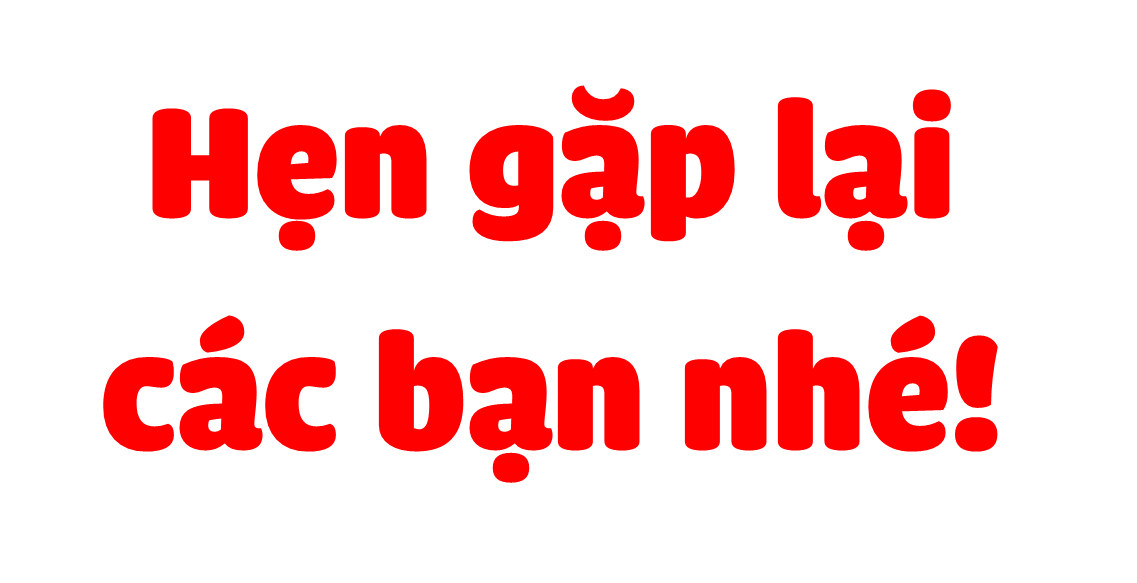 Hẹn gặp lại
các bạn nhé!